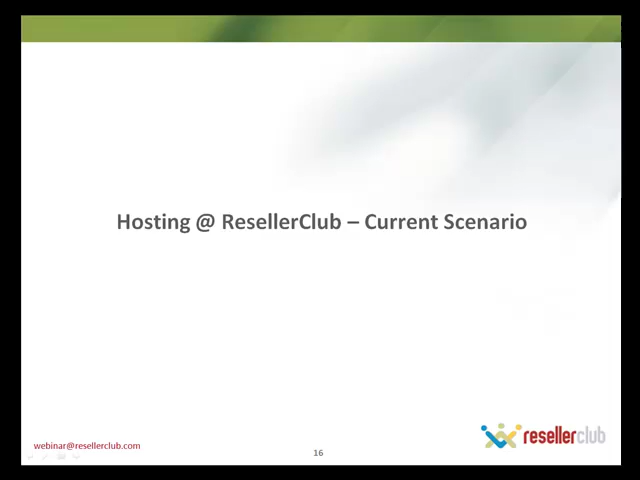 Hosting @ ResellerClub – Current Scenario
webinar@resellerclub.com
16
resellerclub